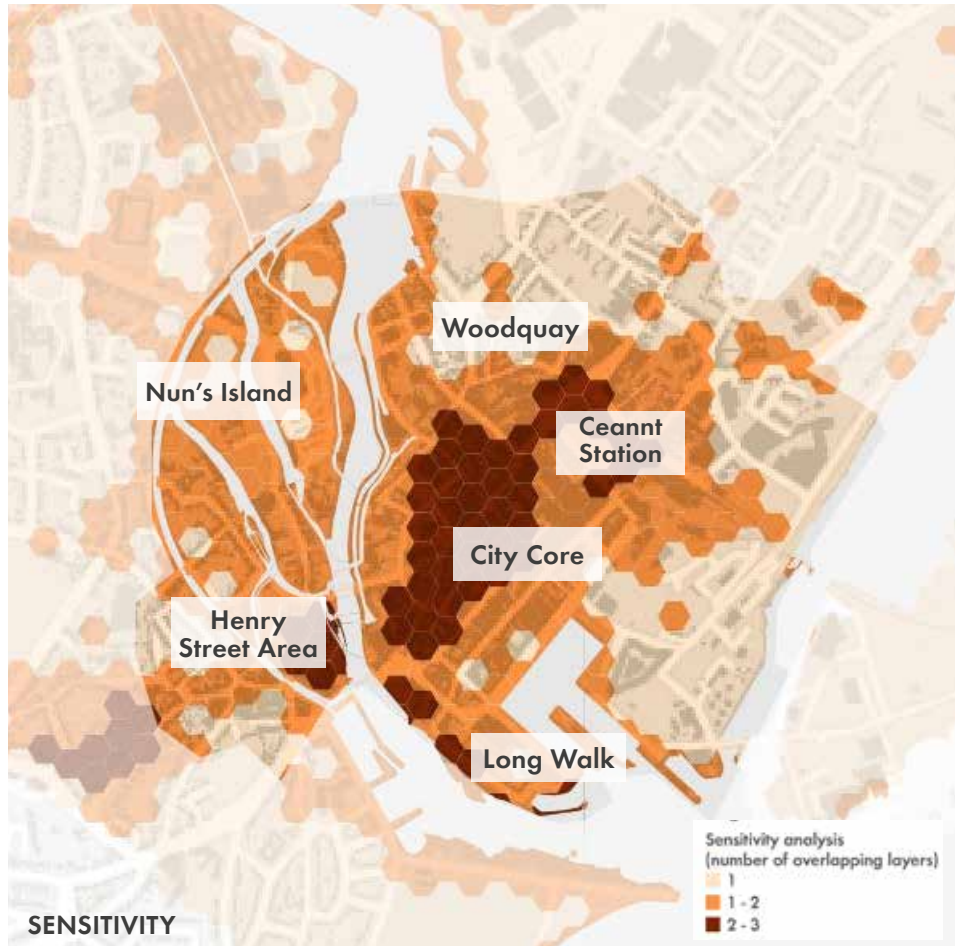 Woodquay
Nun's Island
Ceannt
Station
City Core
Henry
Street Area
Long Walk
Sensitivity analysis
(number of overlapping layers)
1
1 - 2
2 - 3
SENSITIVITY